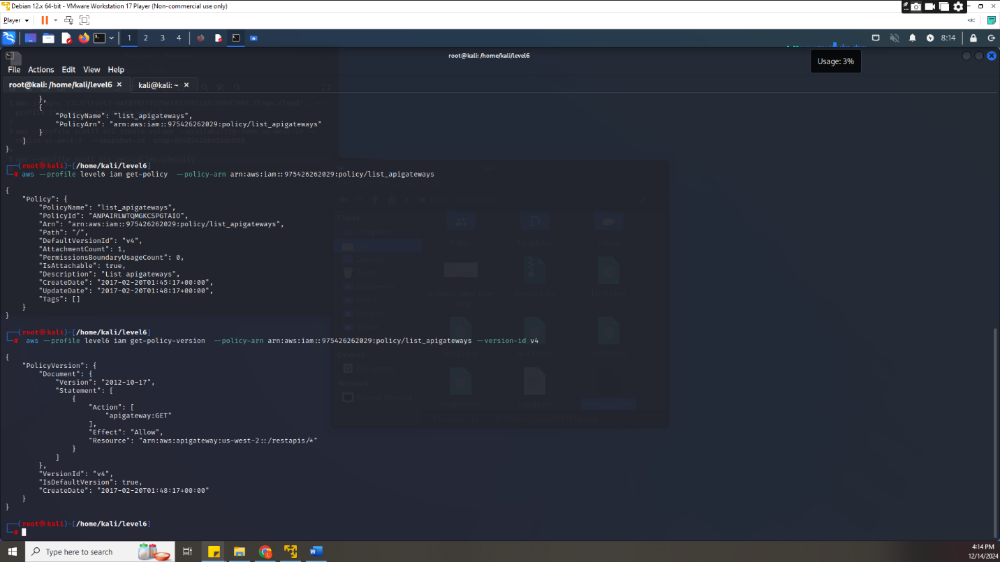 Debian 12.x 64-bit - VMware Workstation 17 Player (Non-commercial use only)
Player
1 2 3 4
8:14
root@kali: /home/kali/level6
Usage: 3%
File Actions Edit View Help
root@kali: /home/kali/level6
kali@kali: ~
},
{
"PolicyName": "list_apigateways",
"PolicyArn": "arn:aws:iam::975426262029:policy/list_apigateways"
}
]
}
(root㉿kali)-[/home/kali/level6]
# aws --profile level6 iam get-policy --policy-arn arn:aws:iam::975426262029:policy/list_apigateways
{
"Policy": {
"PolicyName": "list_apigateways",
"PolicyId": "ANPAIRLWTQMGKCSPGTAIO",
"Arn": "arn:aws:iam::975426262029:policy/list_apigateways",
"Path": "/",
"DefaultVersionId": "v4",
"AttachmentCount": 1,
"PermissionsBoundaryUsageCount": 0,
"IsAttachable": true,
"Description": "List apigateways",
"CreateDate": "2017-02-20T01:45:17+00:00",
"UpdateDate": "2017-02-20T01:48:17+00:00",
"Tags": []
}
}
(root㉿kali)-[/home/kali/level6]
# aws --profile level6 iam get-policy-version --policy-arn arn:aws:iam::975426262029:policy/list_apigateways --version-id v4
{
"PolicyVersion": {
"Document": {
"Version": "2012-10-17",
"Statement": [
{
"Action": [
"apigateway:GET"
],
"Effect": "Allow",
"Resource": "arn:aws:apigateway:us-west-2::/restapis/*"
}
]
},
"VersionId": "v4",
"IsDefaultVersion": true,
"CreateDate": "2017-02-20T01:48:17+00:00"
}
}
(root㉿kali)-[/home/kali/level6]
#
Type here to search
4:14 PM
12/14/2024